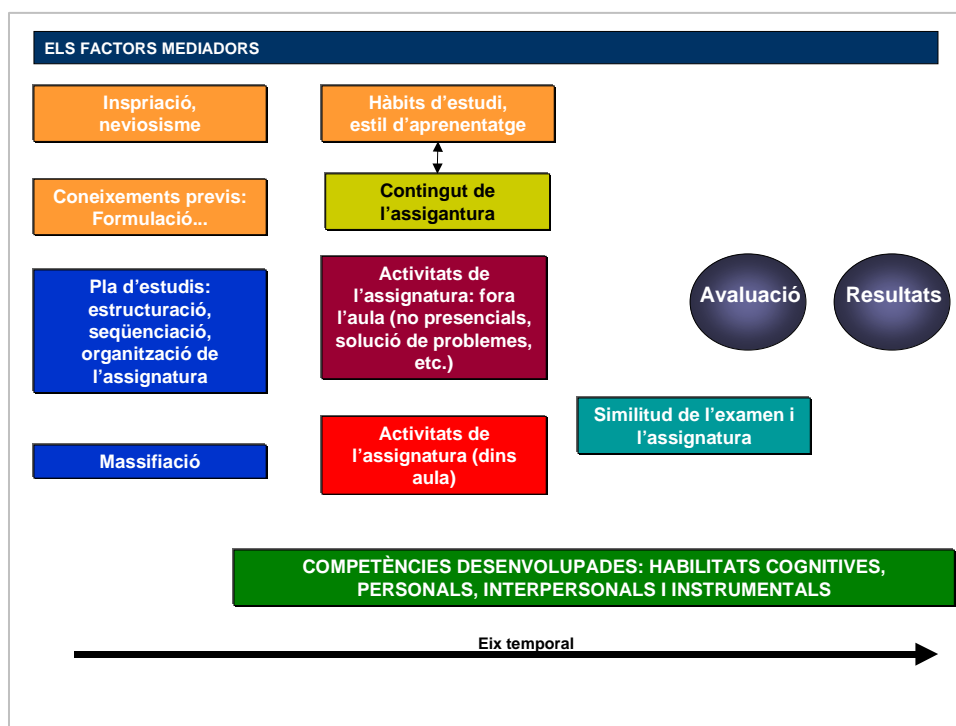 ELS FACTORS MEDIADORS
Inspriació,
neviosisme
Hàbits d'estudi,
estil d'aprenentatge
Coneixements previs:
Formulació...
Contingut de
l'assigantura
Pla d'estudis:
estructuració,
seqüenciació,
organització de
l'assignatura
Activitats de
l'assignatura: fora
l'aula (no presencials,
solució de problemes,
etc.)
Avaluació
Resultats
Massifiació
Activitats de
l'assignatura (dins
aula)
Similitud de l'examen i
l'assignatura
COMPETÈNCIES DESENVOLUPADES: HABILITATS COGNITIVES,
PERSONALS, INTERPERSONALS I INSTRUMENTALS
Eix temporal